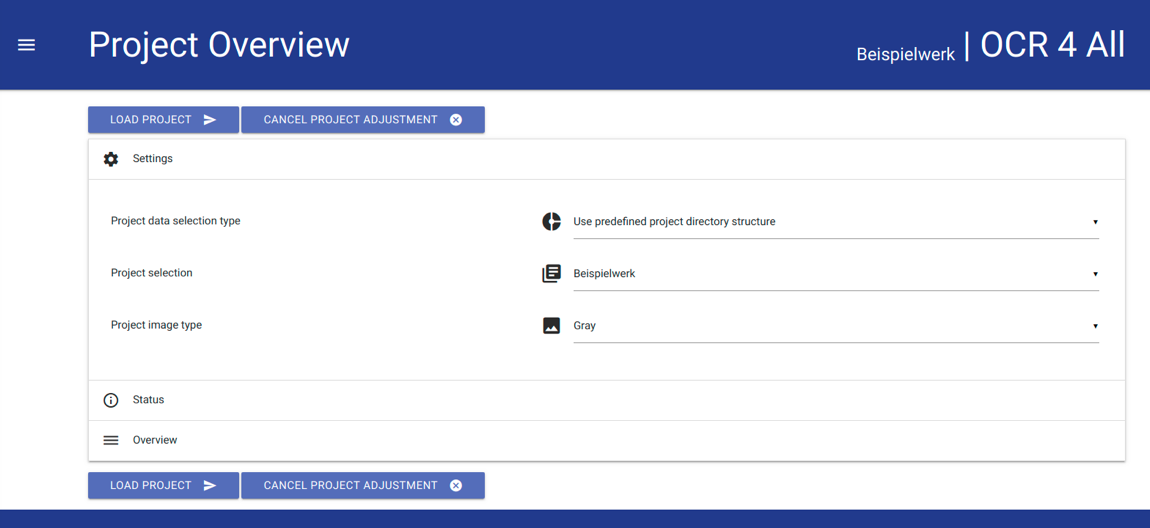 Project Overview
Beispielwerk | OCR 4 All
LOAD PROJECT
CANCEL PROJECT ADJUSTMENT
Settings
Project data selection type
Use predefined project directory structure
Project selection
Beispielwerk
Project image type
Gray
Status
Overview
LOAD PROJECT
CANCEL PROJECT ADJUSTMENT